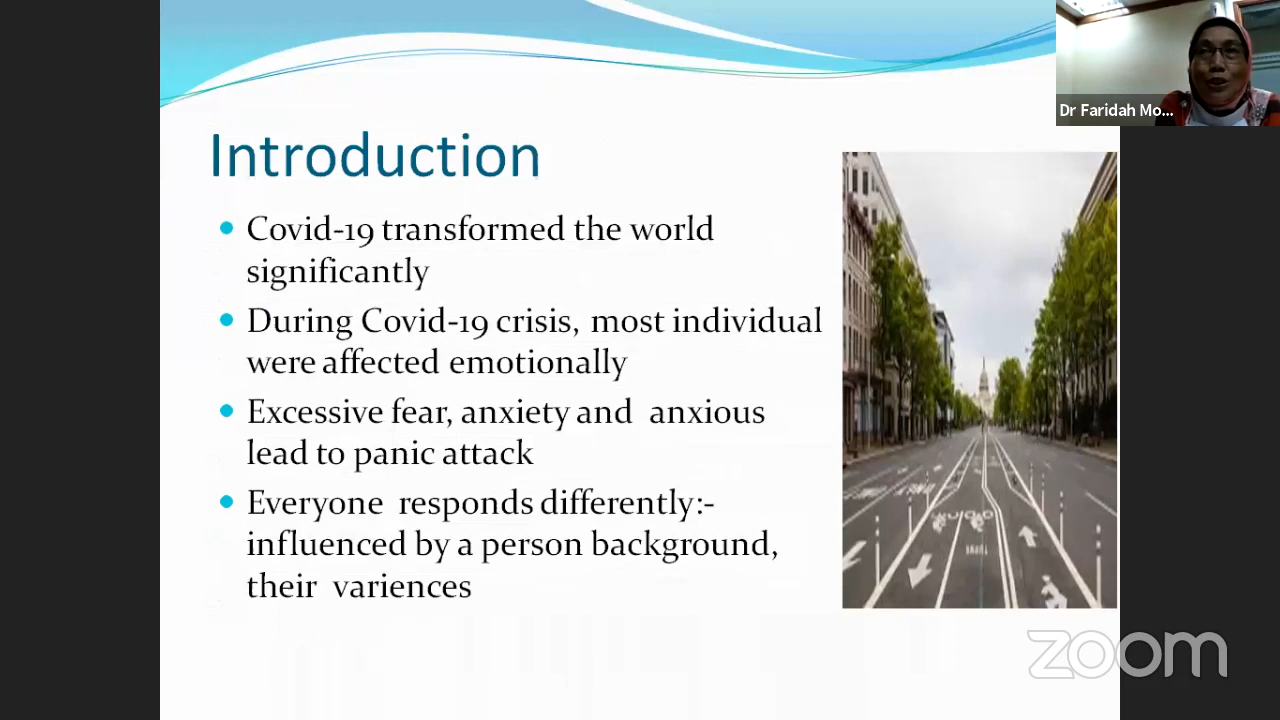 Dr Faridah Mo...
Introduction
Covid-19 transformed the world
significantly
During Covid-19 crisis, most individual
were affected emotionally
Excessive fear, anxiety and anxious
lead to panic attack
Everyone responds differently:-
influenced by a person background,
their variences
zoom